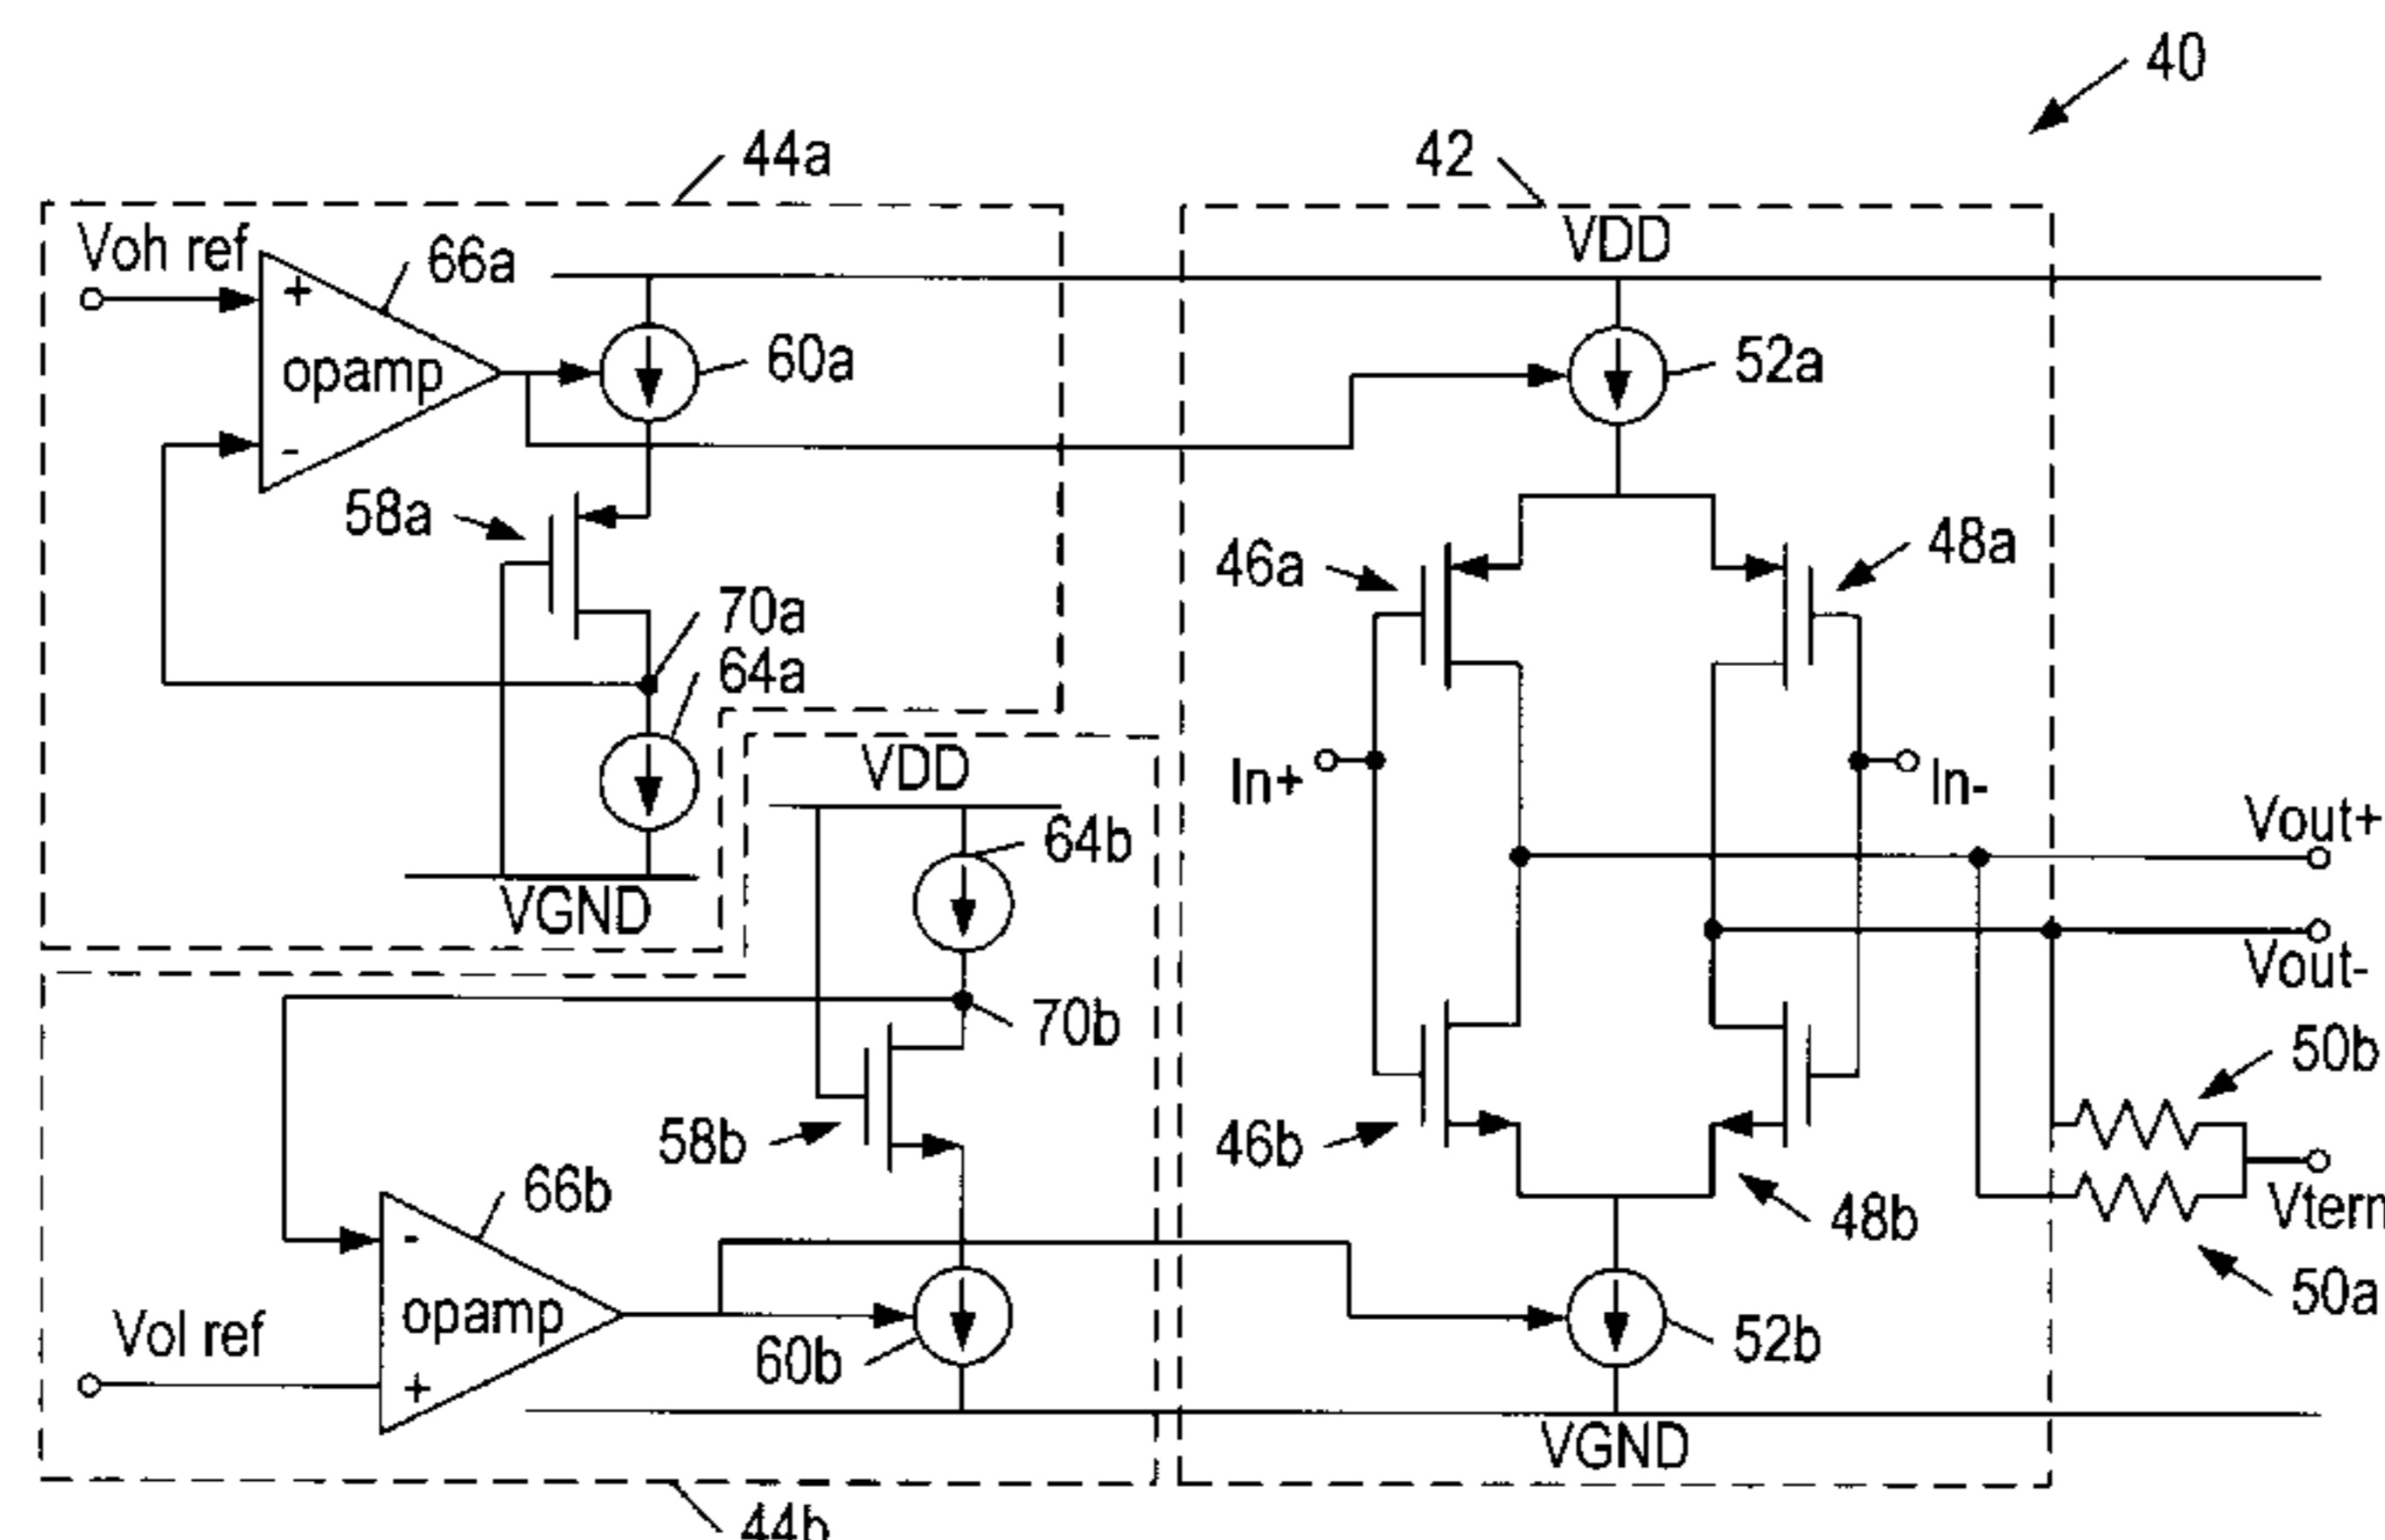 40
44a
42
Voh ref
66a
VDD
+
opamp
-
60a
52a
58a
46a
48a
70a
64a
In+
In-
VDD
64b
VGND
Vout+
Vout-
70b
50b
58b
46b
66b
-
opamp
+
48b
Vterm
Vol ref
60b
52b
50a
VGND
44b